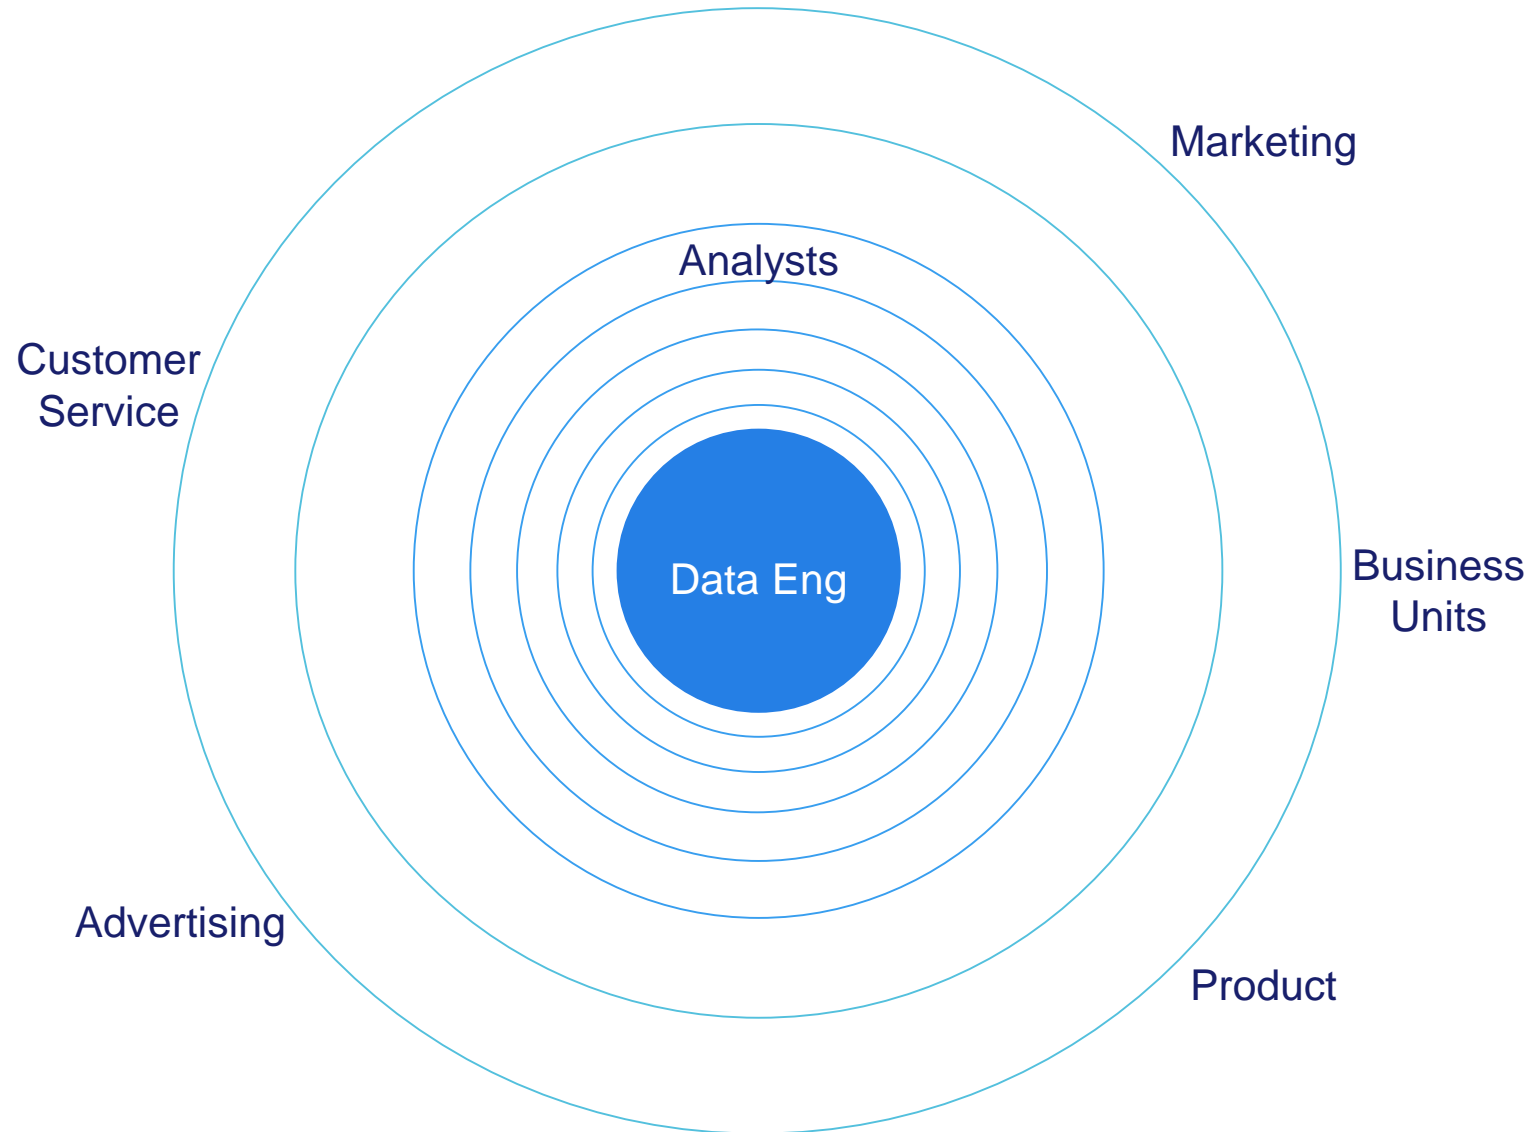 Marketing
Analysts
Customer
Service
Data Eng
Business
Units
Advertising
Product